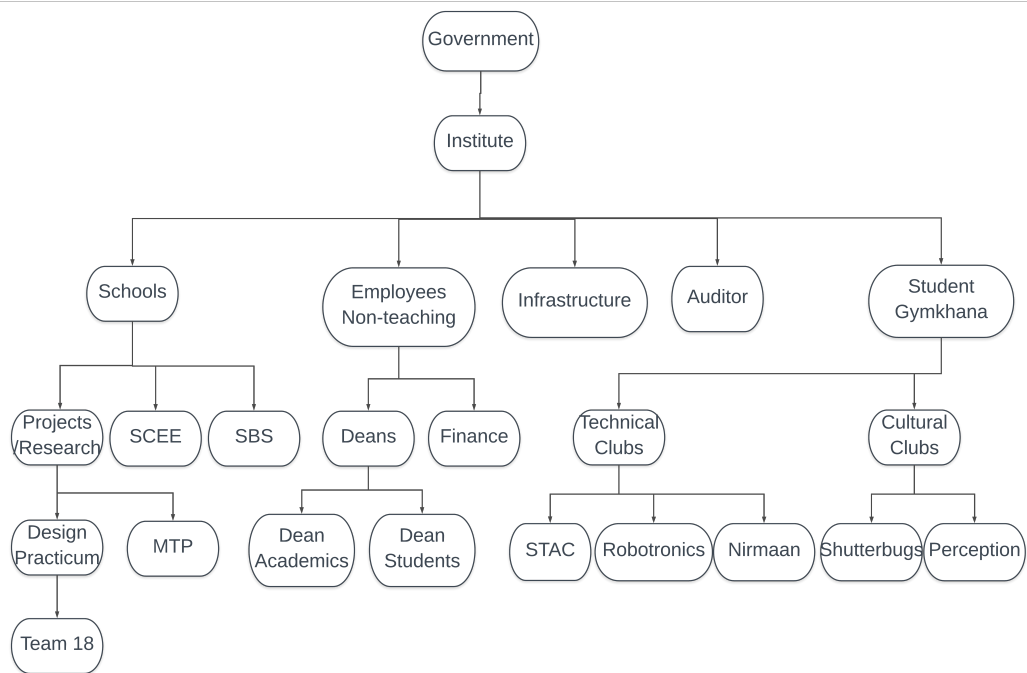 Government
Institute
Schools
Employees
Non-teaching
Infrastructure
Auditor
Student
Gymkhana
Projects
/Research
SCEE
SBS
Deans
Finance
Technical
Clubs
Cultural
Clubs
Design
Practicum
MTP
Dean
Academics
Dean
Students
STAC
Robotronics
Nirmaan
Shutterbugs
Perception
Team 18